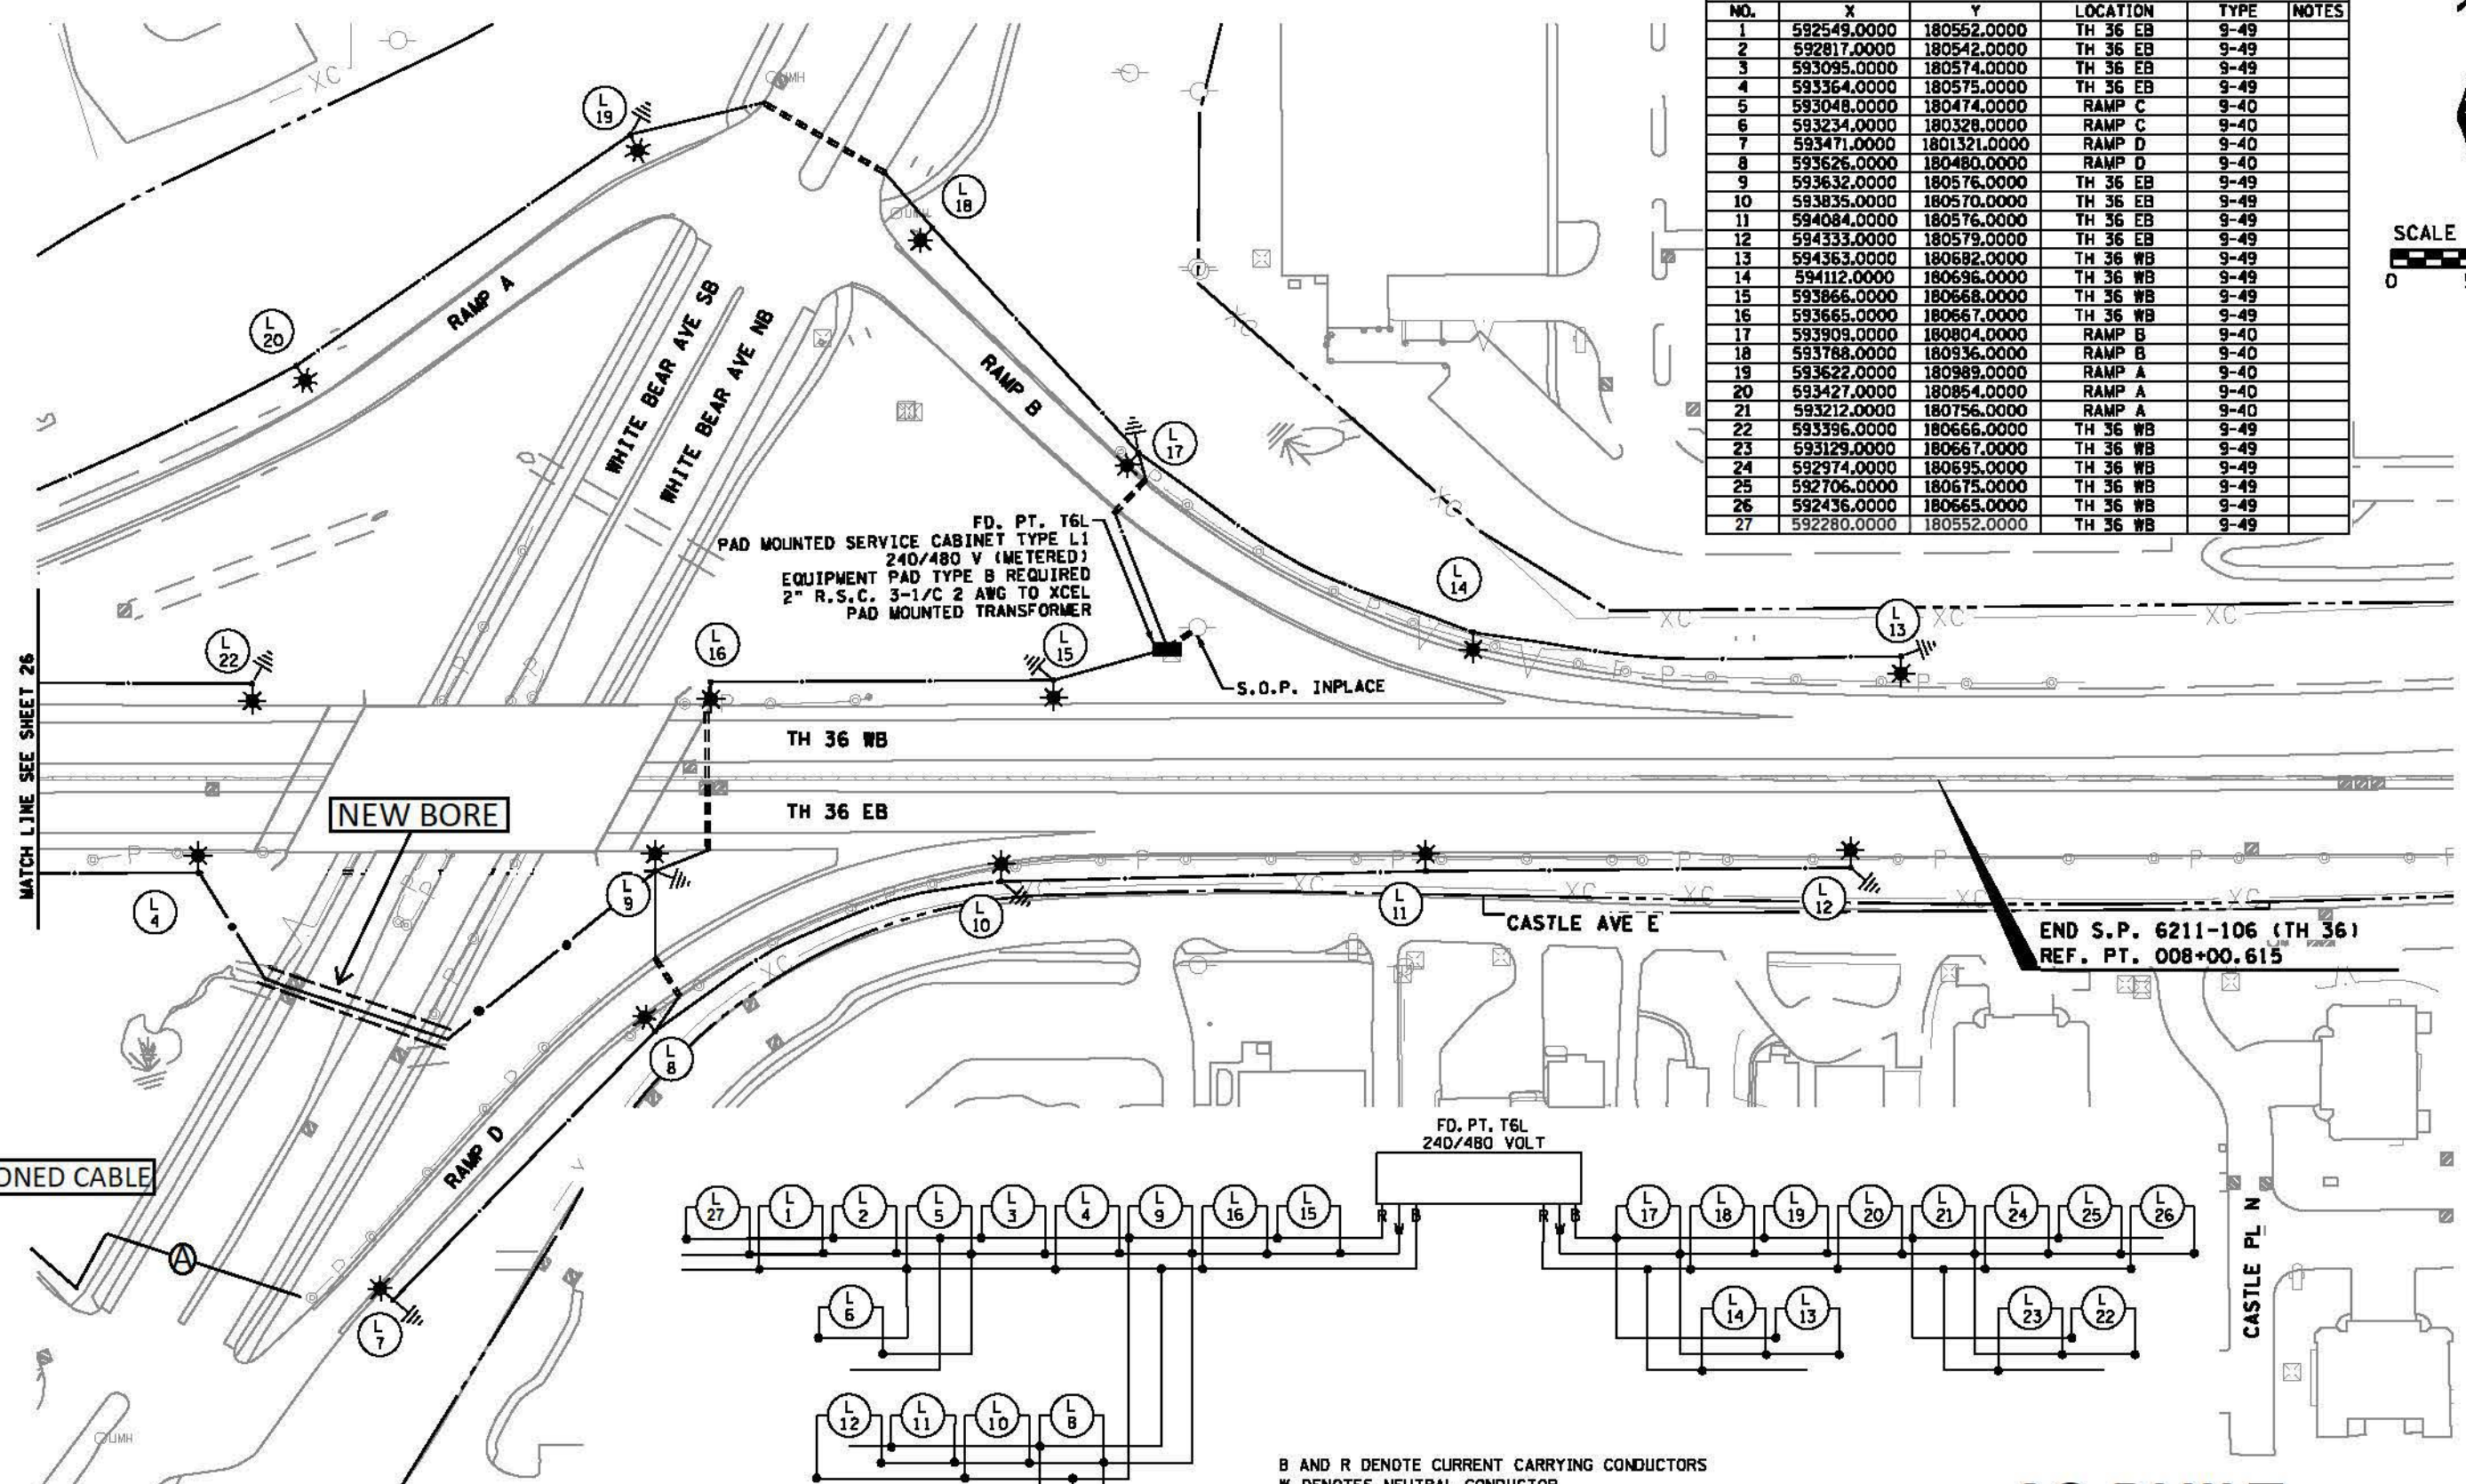 NO. X Y LOCATION TYPE NOTES
1 592549.0000 180552.0000 TH 36 EB 9-49
2 592817.0000 180542.0000 TH 36 EB 9-49
3 593095.0000 180574.0000 TH 36 EB 9-49
4 593364.0000 180575.0000 TH 36 EB 9-49
5 593048.0000 180474.0000 RAMP C 9-40
6 593234.0000 180328.0000 RAMP C 9-40
7 593471.0000 1801321.0000 RAMP D 9-40
8 593626.0000 180480.0000 RAMP D 9-40
9 593632.0000 180576.0000 TH 36 EB 9-49
10 593835.0000 180570.0000 TH 36 EB 9-49
11 594084.0000 180576.0000 TH 36 EB 9-49
12 594333.0000 180579.0000 TH 36 EB 9-49
13 594363.0000 180682.0000 TH 36 WB 9-49
14 594112.0000 180696.0000 TH 36 WB 9-49
15 593866.0000 180668.0000 TH 36 WB 9-49
16 593665.0000 180667.0000 TH 36 WB 9-49
17 593909.0000 180804.0000 RAMP B 9-40
18 593788.0000 180936.0000 RAMP B 9-40
19 593622.0000 180989.0000 RAMP A 9-40
20 593427.0000 180854.0000 RAMP A 9-40
21 593212.0000 180756.0000 RAMP A 9-40
22 593396.0000 180666.0000 TH 36 WB 9-49
23 593129.0000 180667.0000 TH 36 WB 9-49
24 592974.0000 180695.0000 TH 36 WB 9-49
25 592706.0000 180675.0000 TH 36 WB 9-49
26 592436.0000 180665.0000 TH 36 WB 9-49
27 592280.0000 180552.0000 TH 36 WB 9-49
SCALE
0
XC
UMH
L 19
L 18
L 20
RAMP A
WHITE BEAR AVE SB
WHITE BEAR AVE NB
RAMP B
XC
L 17
XC
FD. PT. T6L
PAD MOUNTED SERVICE CABINET TYPE L1
240/480 V (METERED)
EQUIPMENT PAD TYPE B REQUIRED
2" R.S.C. 3-1/C 2 AWG TO XCEL
PAD MOUNTED TRANSFORMER
L 14
L 13
XC XC XC
L 22
L 16
L 15
S.O.P. INPLACE
MATCH LINE SEE SHEET 26
TH 36 WB
NEW BORE
TH 36 EB
L 4
L 9
L 10
L 11
L 12
XC XC XC XC XC
CASTLE AVE E
END S.P. 6211-106 (TH 36)
REF. PT. 008+00.615
XC
L 8
RAMP D
ONED CABLE
A
L 7
UMH
CASTLE PL N
FD. PT. T6L
240/480 VOLT
R W B R W B
L 27 L 1 L 2 L 5 L 3 L 4 L 9 L 16 L 15
L 17 L 18 L 19 L 20 L 21 L 24 L 25 L 26
L 6
L 14 L 13 L 23 L 22
L 12 L 11 L 10 L 8
B AND R DENOTE CURRENT CARRYING CONDUCTORS
W DENOTES NEUTRAL CONDUCTOR